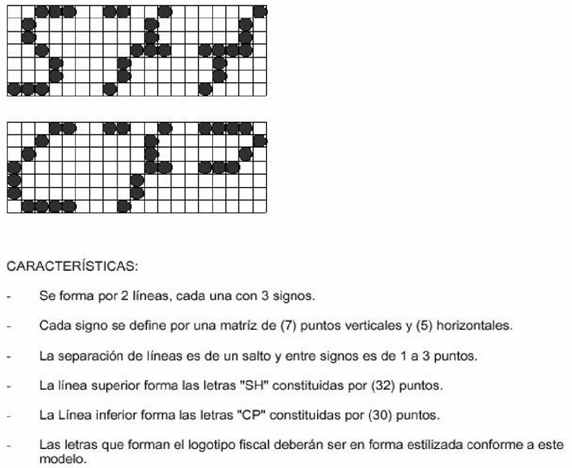 CARACTERÍSTICAS:
- Se forma por 2 líneas, cada una con 3 signos.
- Cada signo se define por una matríz de (7) puntos verticales y (5) horizontales.
- La separación de líneas es de un salto y entre signos es de 1 a 3 puntos.
- La línea superior forma las letras "SH" constituidas por (32) puntos.
- La Línea inferior forma las letras "CP" constituidas por (30) puntos.
- Las letras que forman el logotipo fiscal deberán ser en forma estilizada conforme a este
modelo.